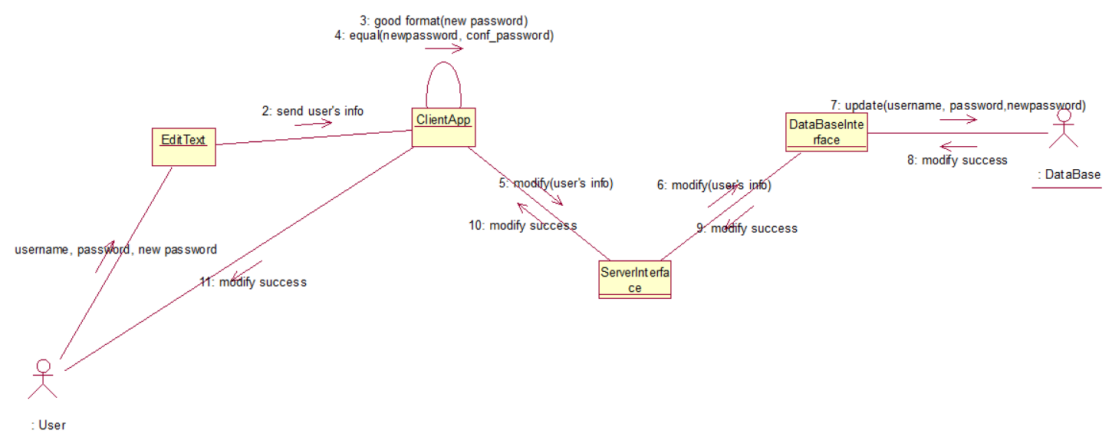 3: good format(new password)
4: equal(newpassword, conf_password)
2: send user's info
ClientApp
EditText
7: update(username, password,newpassword)
DataBaseInte
rface
8: modify success
: DataBase
5: modify(user's info)
6: modify(user's info)
10: modify success
9: modify success
username, password, new password
11: modify success
ServerInterfa
ce
: User